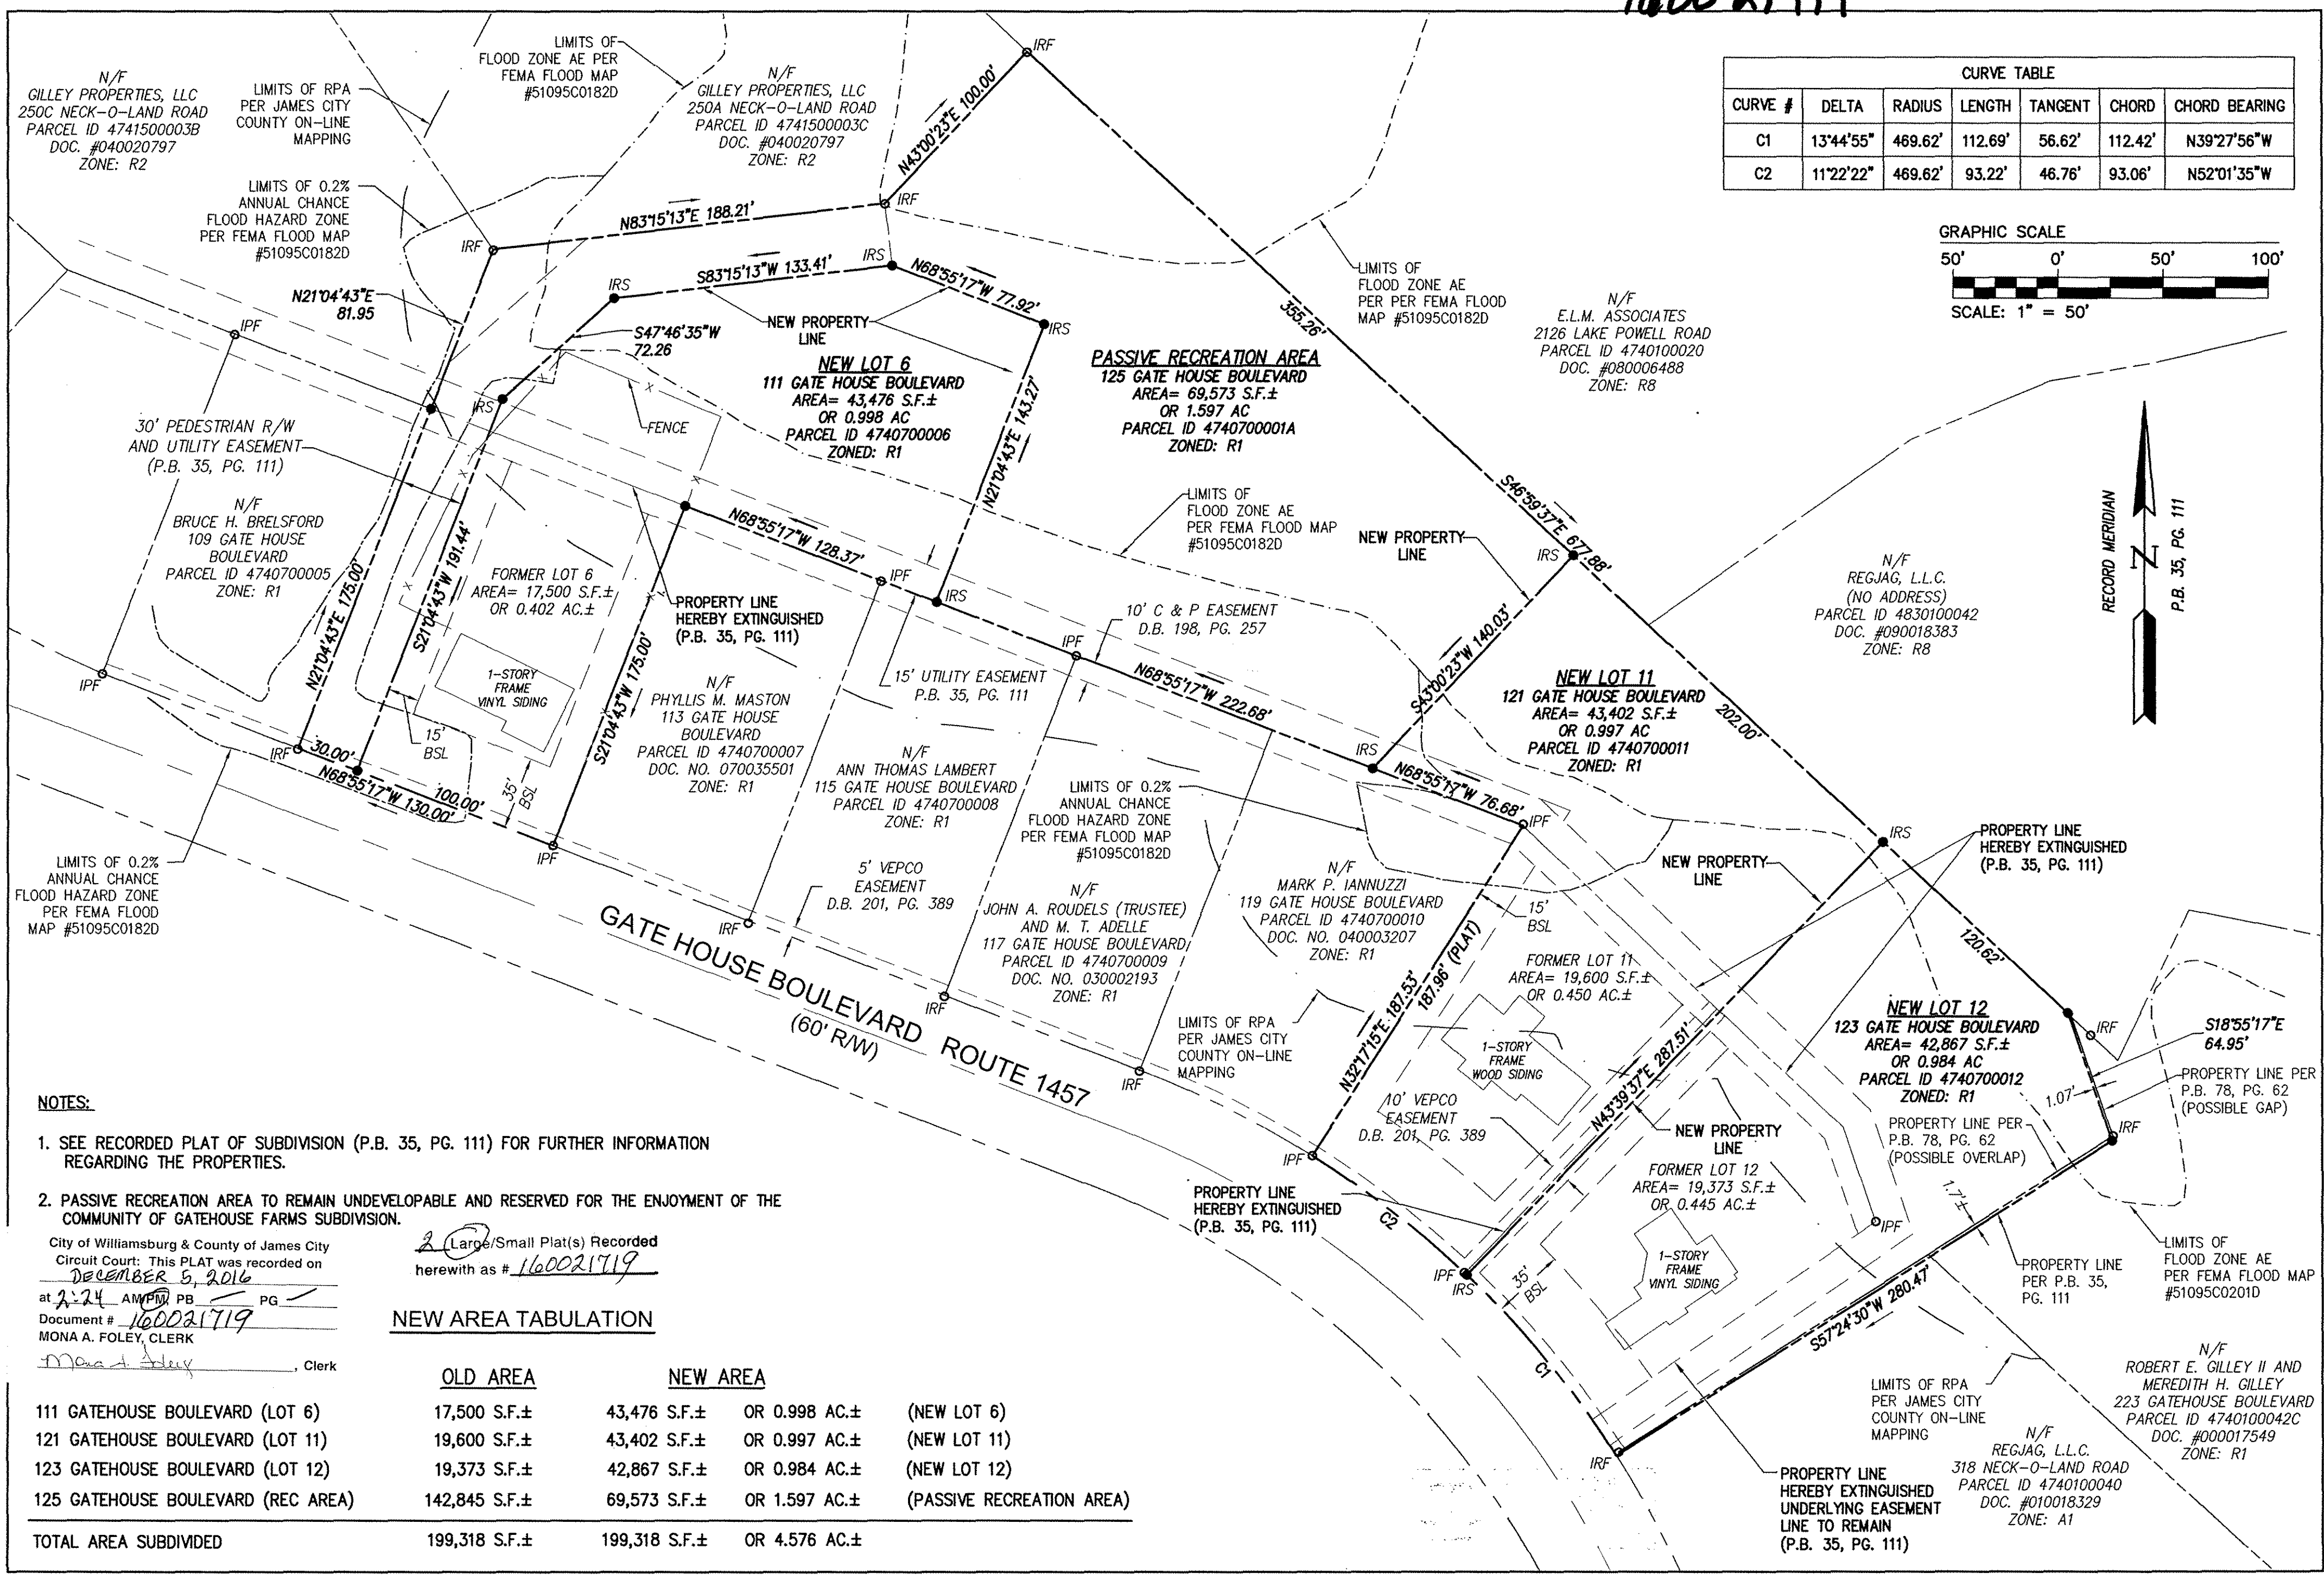 160021719
N/F
GILLEY PROPERTIES, LLC
250C NECK-O-LAND ROAD
PARCEL ID 4741500003B
DOC. #040020797
ZONE: R2
LIMITS OF RPA
PER JAMES CITY
COUNTY ON-LINE
MAPPING
LIMITS OF
FLOOD ZONE AE PER
FEMA FLOOD MAP
#51095C0182D
N/F
GILLEY PROPERTIES, LLC
250A NECK-O-LAND ROAD
PARCEL ID 4741500003C
DOC. #040020797
ZONE: R2
LIMITS OF 0.2%
ANNUAL CHANCE
FLOOD HAZARD ZONE
PER FEMA FLOOD MAP
#51095C0182D
IRF
N43°00'23"E 100.00'
IRF
N83°15'13"E 188.21'
IRF
IRS
S83°15'13"W 133.41'
IRS
N68°55'17"W 77.92'
IRS
N21°04'43"E
81.95
IPF
S47°46'35"W
72.26
NEW PROPERTY
LINE
355.26'
CURVE TABLE
CURVE # DELTA RADIUS LENGTH TANGENT CHORD CHORD BEARING
C1 13°44'55" 469.62' 112.69' 56.62' 112.42' N39°27'56"W
C2 11°22'22" 469.62' 93.22' 46.76' 93.06' N52°01'35"W
GRAPHIC SCALE
50' 0' 50' 100'
SCALE: 1" = 50'
LIMITS OF
FLOOD ZONE AE
PER PER FEMA FLOOD
MAP #51095C0182D
N/F
E.L.M. ASSOCIATES
2126 LAKE POWELL ROAD
PARCEL ID 4740100020
DOC. #080006488
ZONE: R8
NEW LOT 6
111 GATE HOUSE BOULEVARD
AREA= 43,476 S.F.±
OR 0.998 AC
PARCEL ID 4740700006
ZONED: R1
PASSIVE RECREATION AREA
125 GATE HOUSE BOULEVARD
AREA= 69,573 S.F.±
OR 1.597 AC
PARCEL ID 4740700001A
ZONED: R1
IRS
FENCE
N21°04'43"E 143.27'
30' PEDESTRIAN R/W
AND UTILITY EASEMENT
(P.B. 35, PG. 111)
N/F
BRUCE H. BRELSFORD
109 GATE HOUSE
BOULEVARD
PARCEL ID 4740700005
ZONE: R1
N21°04'43"E 175.00'
S21°04'43"W 191.44'
FORMER LOT 6
AREA= 17,500 S.F.±
OR 0.402 AC.±
N68°55'17"W 128.37'
IPF
IRS
LIMITS OF
FLOOD ZONE AE
PER FEMA FLOOD MAP
#51095C0182D
NEW PROPERTY
LINE
S46°59'37"E 677.88'
IRS
N/F
REGJAG, L.L.C.
(NO ADDRESS)
PARCEL ID 4830100042
DOC. #090018383
ZONE: R8
RECORD MERIDIAN
N
P.B. 35, PG. 111
PROPERTY LINE
HEREBY EXTINGUISHED
(P.B. 35, PG. 111)
10' C & P EASEMENT
D.B. 198, PG. 257
IPF
15' UTILITY EASEMENT
P.B. 35, PG. 111
N68°55'17"W 222.68'
S43°00'23"W 140.03'
IPF
1-STORY
FRAME
VINYL SIDING
S21°04'43"W 175.00'
N/F
PHYLLIS M. MASTON
113 GATE HOUSE
BOULEVARD
PARCEL ID 4740700007
DOC. NO. 070035501
ZONE: R1
NEW LOT 11
121 GATE HOUSE BOULEVARD
AREA= 43,402 S.F.±
OR 0.997 AC
PARCEL ID 4740700011
ZONED: R1
202.00'
15'
BSL
IRF
30.00'
N68°55'17"W 130.00'
100.00'
35'
BSL
IPF
N/F
ANN THOMAS LAMBERT
115 GATE HOUSE BOULEVARD
PARCEL ID 4740700008
ZONE: R1
IRS
N68°55'17"W 76.68'
IPF
LIMITS OF 0.2%
ANNUAL CHANCE
FLOOD HAZARD ZONE
PER FEMA FLOOD MAP
#51095C0182D
IRS
PROPERTY LINE
HEREBY EXTINGUISHED
(P.B. 35, PG. 111)
NEW PROPERTY
LINE
LIMITS OF 0.2%
ANNUAL CHANCE
FLOOD HAZARD ZONE
PER FEMA FLOOD
MAP #51095C0182D
5' VEPCO
EASEMENT
D.B. 201, PG. 389
IRF
N/F
JOHN A. ROUDELS (TRUSTEE)
AND M. T. ADELLE
117 GATE HOUSE BOULEVARD
PARCEL ID 4740700009
DOC. NO. 030002193
ZONE: R1
N/F
MARK P. IANNUZZI
119 GATE HOUSE BOULEVARD
PARCEL ID 4740700010
DOC. NO. 040003207
ZONE: R1
15'
BSL
FORMER LOT 11
AREA= 19,600 S.F.±
OR 0.450 AC.±
120.62'
IRF
IRF
GATE HOUSE BOULEVARD ROUTE 1457
(60' R/W)
LIMITS OF RPA
PER JAMES CITY
COUNTY ON-LINE
MAPPING
N32°17'15"E 187.53'
187.96' (PLAT)
1-STORY
FRAME
WOOD SIDING
N43°39'37"E 287.51'
NEW LOT 12
123 GATE HOUSE BOULEVARD
AREA= 42,867 S.F.±
OR 0.984 AC
PARCEL ID 4740700012
ZONED: R1
IRF
S18°55'17"E
64.95'
1.07'
PROPERTY LINE PER
P.B. 78, PG. 62
(POSSIBLE GAP)
10' VEPCO
EASEMENT
D.B. 201, PG. 389
NEW PROPERTY
LINE
PROPERTY LINE PER
P.B. 78, PG. 62
(POSSIBLE OVERLAP)
IRF
IPF
FORMER LOT 12
AREA= 19,373 S.F.±
OR 0.445 AC.±
PROPERTY LINE
HEREBY EXTINGUISHED
(P.B. 35, PG. 111)
C2
1.7'±
IPF
IPF
IRS
35'
BSL
1-STORY
FRAME
VINYL SIDING
PROPERTY LINE
PER P.B. 35,
PG. 111
LIMITS OF
FLOOD ZONE AE
PER FEMA FLOOD MAP
#51095C0201D
S57°24'30"W 280.47'
C1
IRF
LIMITS OF RPA
PER JAMES CITY
COUNTY ON-LINE
MAPPING
N/F
ROBERT E. GILLEY II AND
MEREDITH H. GILLEY
223 GATEHOUSE BOULEVARD
PARCEL ID 4740100042C
DOC. #000017549
ZONE: R1
PROPERTY LINE
HEREBY EXTINGUISHED
UNDERLYING EASEMENT
LINE TO REMAIN
(P.B. 35, PG. 111)
N/F
REGJAG, L.L.C.
318 NECK-O-LAND ROAD
PARCEL ID 4740100040
DOC. #010018329
ZONE: A1
NOTES:
1. SEE RECORDED PLAT OF SUBDIVISION (P.B. 35, PG. 111) FOR FURTHER INFORMATION
REGARDING THE PROPERTIES.
2. PASSIVE RECREATION AREA TO REMAIN UNDEVELOPABLE AND RESERVED FOR THE ENJOYMENT OF THE
COMMUNITY OF GATEHOUSE FARMS SUBDIVISION.
City of Williamsburg & County of James City
Circuit Court: This PLAT was recorded on
DECEMBER 5, 2016
at 2:24 AM/PM, PB — PG —
Document # 160021719
MONA A. FOLEY, CLERK
Mona A. Foley, Clerk
2 Large/Small Plat(s) Recorded
herewith as # 160021719
NEW AREA TABULATION
OLD AREA NEW AREA
111 GATEHOUSE BOULEVARD (LOT 6) 17,500 S.F.± 43,476 S.F.± OR 0.998 AC.± (NEW LOT 6)
121 GATEHOUSE BOULEVARD (LOT 11) 19,600 S.F.± 43,402 S.F.± OR 0.997 AC.± (NEW LOT 11)
123 GATEHOUSE BOULEVARD (LOT 12) 19,373 S.F.± 42,867 S.F.± OR 0.984 AC.± (NEW LOT 12)
125 GATEHOUSE BOULEVARD (REC AREA) 142,845 S.F.± 69,573 S.F.± OR 1.597 AC.± (PASSIVE RECREATION AREA)
TOTAL AREA SUBDIVIDED 199,318 S.F.± 199,318 S.F.± OR 4.576 AC.±